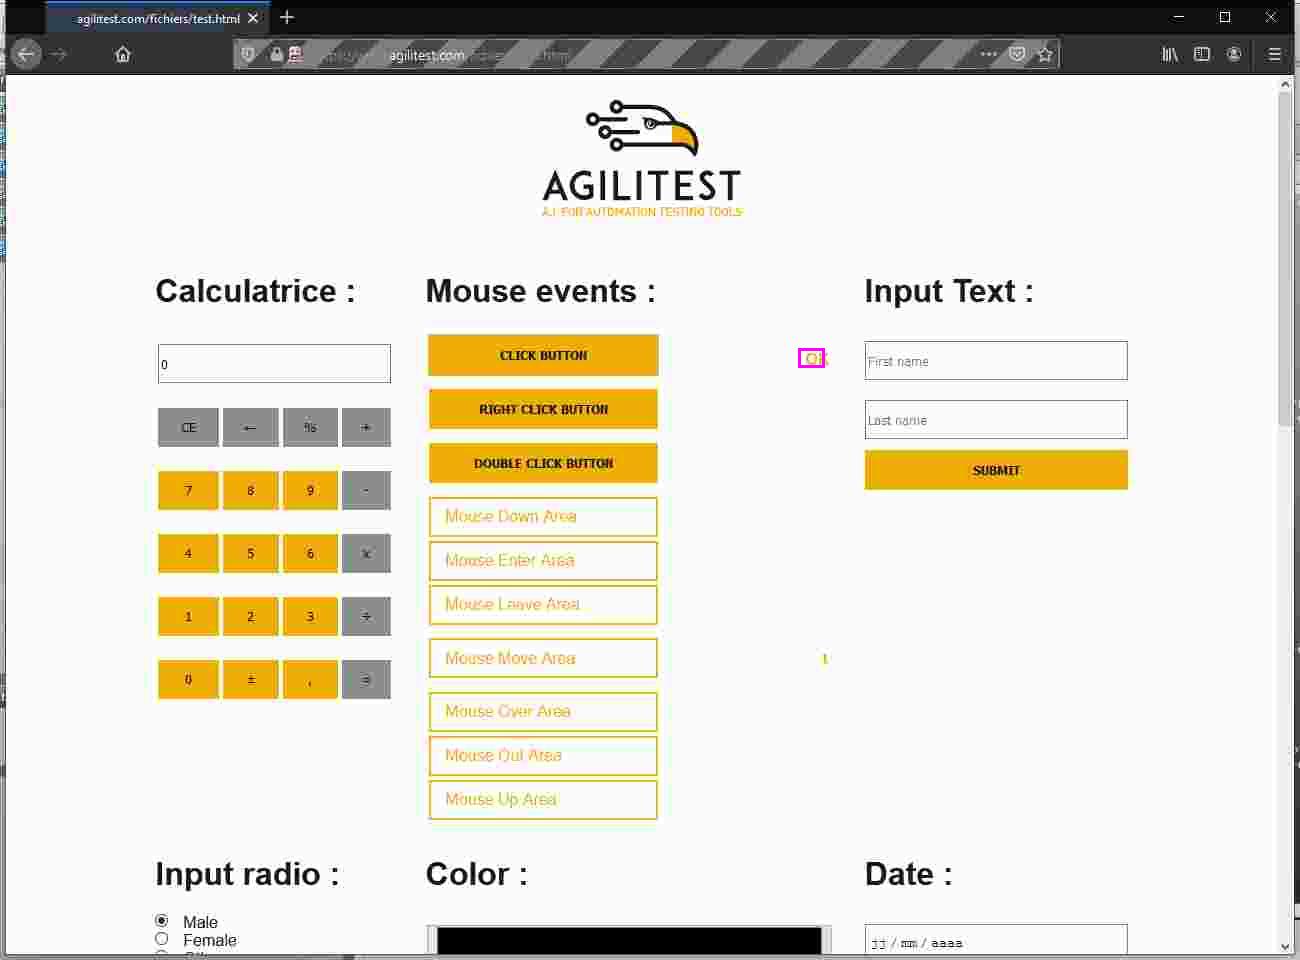 agilitest.com/fichiers/test.html
agilitest.com
AGILITEST
A.I. FOR AUTOMATION TESTING TOOLS
Calculatrice :
Mouse events :
Input Text :
0
CLICK BUTTON
OK
First name
RIGHT CLICK BUTTON
Last name
CE ← % +
DOUBLE CLICK BUTTON
SUBMIT
7 8 9 -
Mouse Down Area
4 5 6 x
Mouse Enter Area
Mouse Leave Area
1 2 3 ÷
Mouse Move Area
1
0 ± , =
Mouse Over Area
Mouse Out Area
Mouse Up Area
Input radio :
Color :
Date :
Male
Female
jj / mm / aaaa